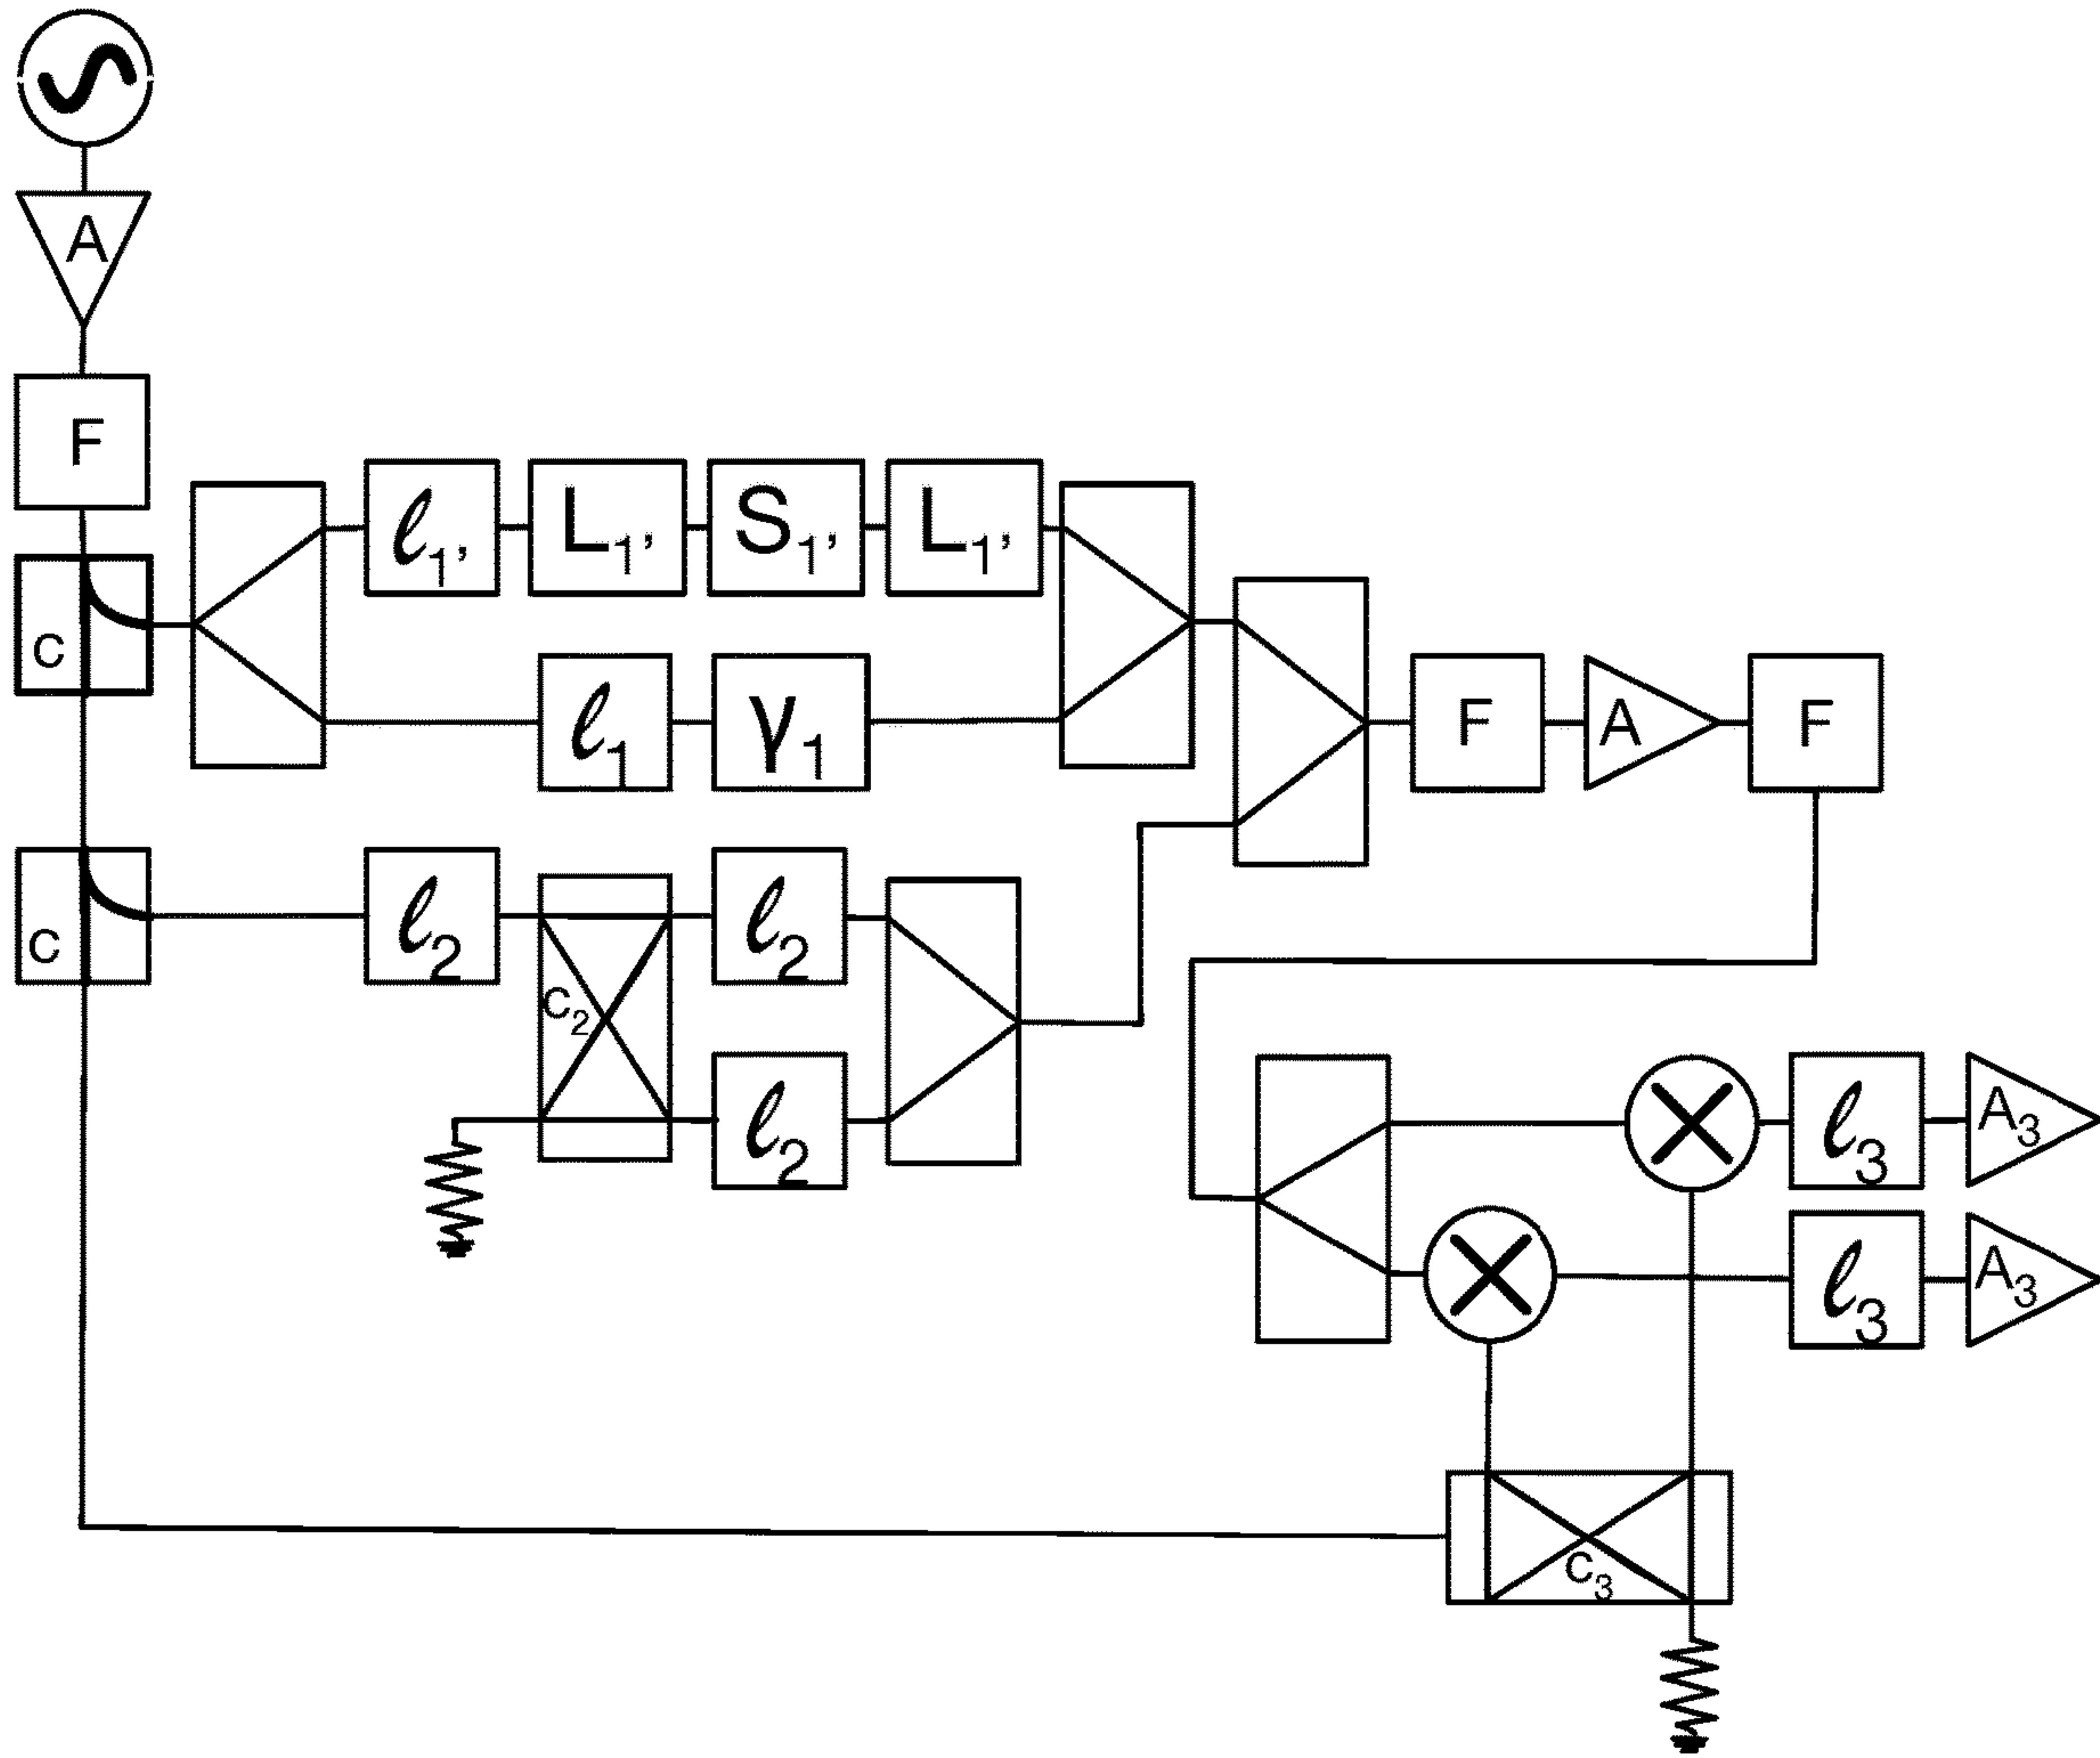 A
F
ℓ₁, L₁, S₁, L₁,
C
ℓ₁ γ₁ F A F
ℓ₂ ℓ₂
C
c₂
ℓ₂ ℓ₃ A₃
ℓ₃ A₃
c₃